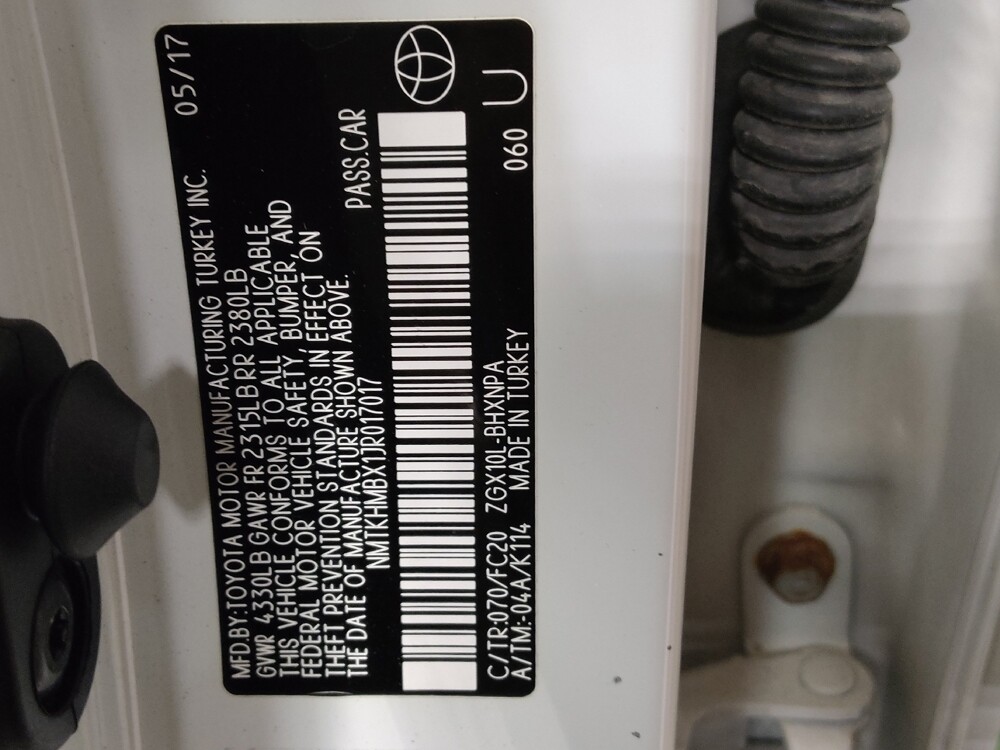 MFD.BY:TOYOTA MOTOR MANUFACTURING TURKEY INC. 05/17
GVWR 4330LB GAWR FR 2315LB RR 2380LB
THIS VEHICLE CONFORMS TO ALL APPLICABLE
FEDERAL MOTOR VEHICLE SAFETY, BUMPER, AND
THEFT PREVENTION STANDARDS IN EFFECT ON
THE DATE OF MANUFACTURE SHOWN ABOVE.
NMTKHMBX1JR017017 PASS.CAR
C/TR:070/FC20 ZGX10L-BHXNPA U
A/TM:-04A/K114 MADE IN TURKEY 060